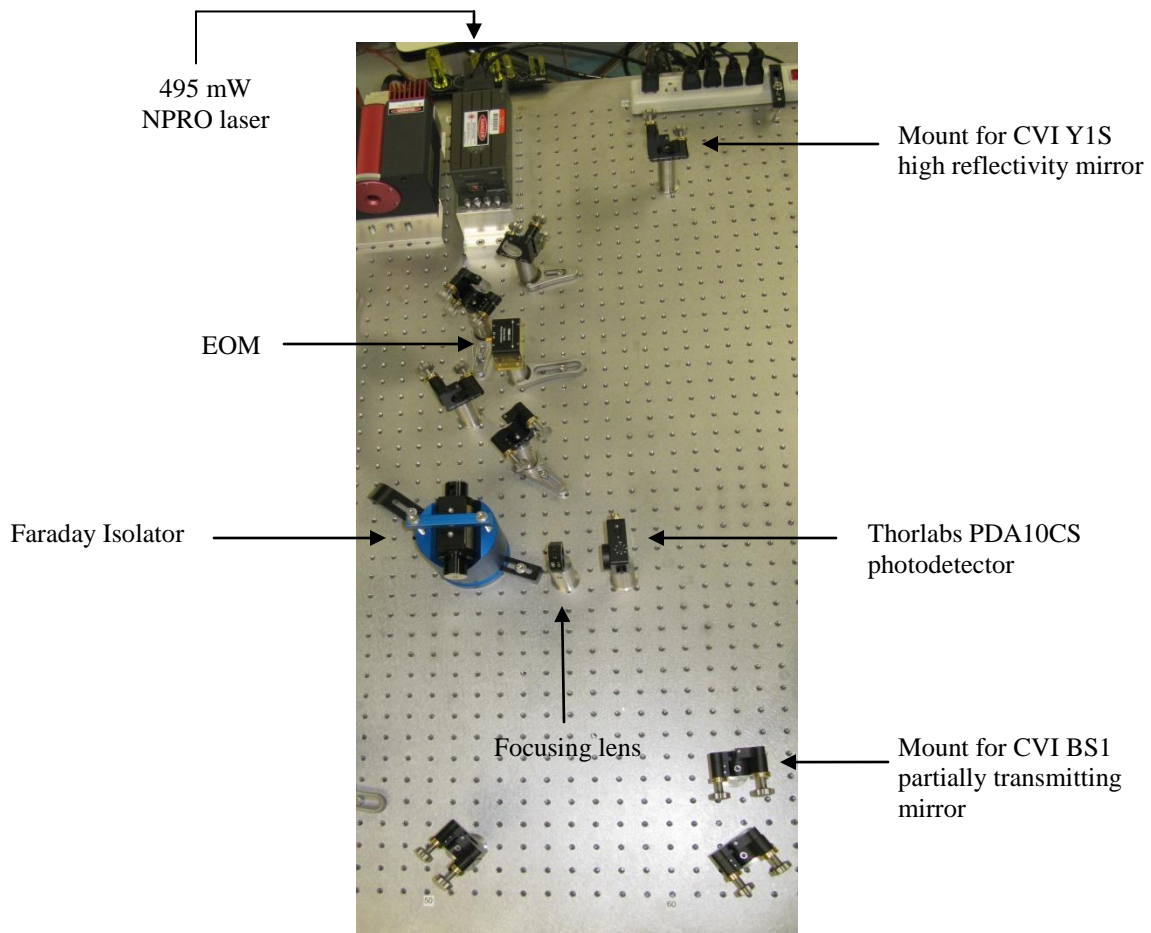 495 mW
NPRO laser
Mount for CVI Y1S
high reflectivity mirror
EOM
Faraday Isolator
Thorlabs PDA10CS
photodetector
Focusing lens
Mount for CVI BS1
partially transmitting
mirror
50
60